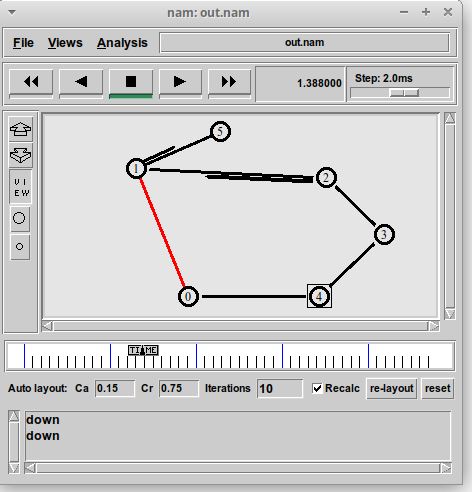 nam: out.nam
File Views Analysis out.nam
1.388000 Step: 2.0ms
5
1
2
3
0
4
VIEW
TIME
Auto layout: Ca 0.15 Cr 0.75 Iterations 10 Recalc re-layout reset
down
down